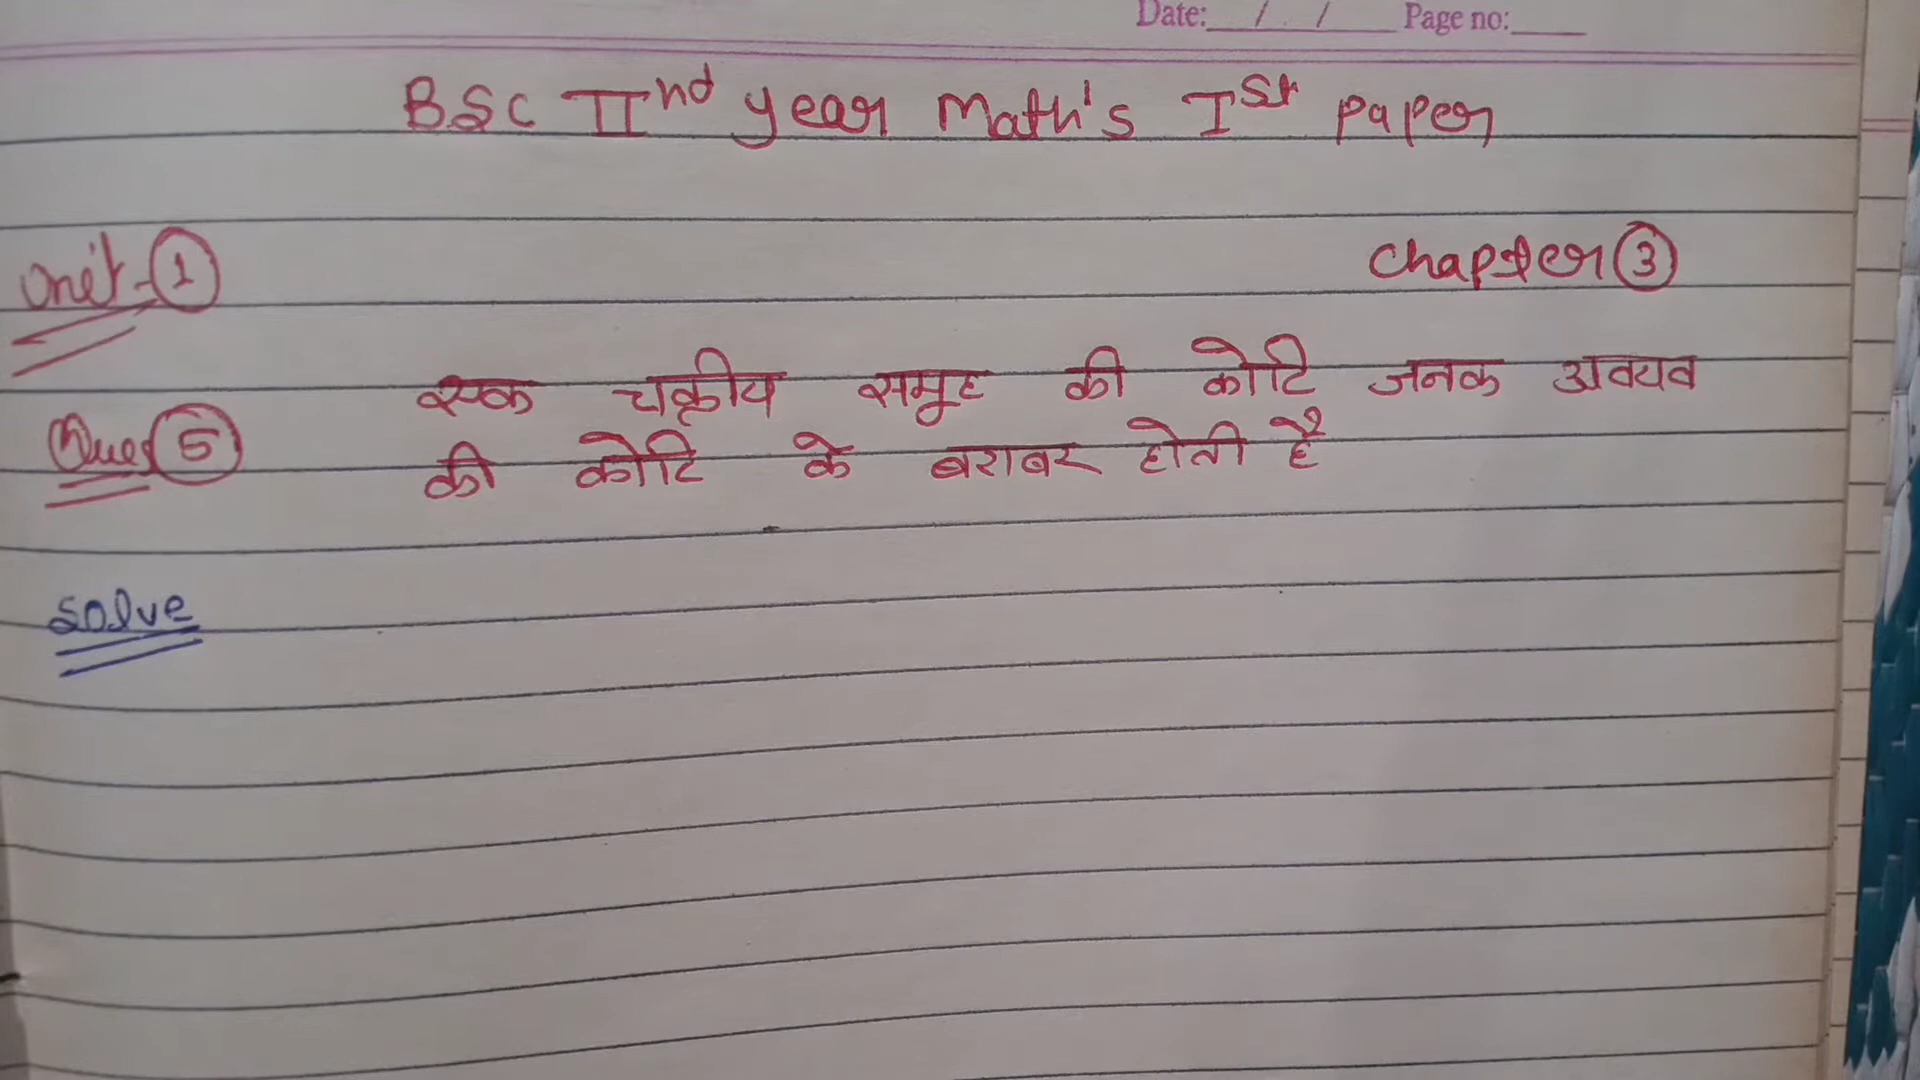 Date: / / Page no:
BSC IInd year Math's Ist paper
Unit-1
Chapter 3
एक चक्रीय समुह की कोटि जनक अवयव
Ques 5
की कोटि के बराबर होती है
Solve